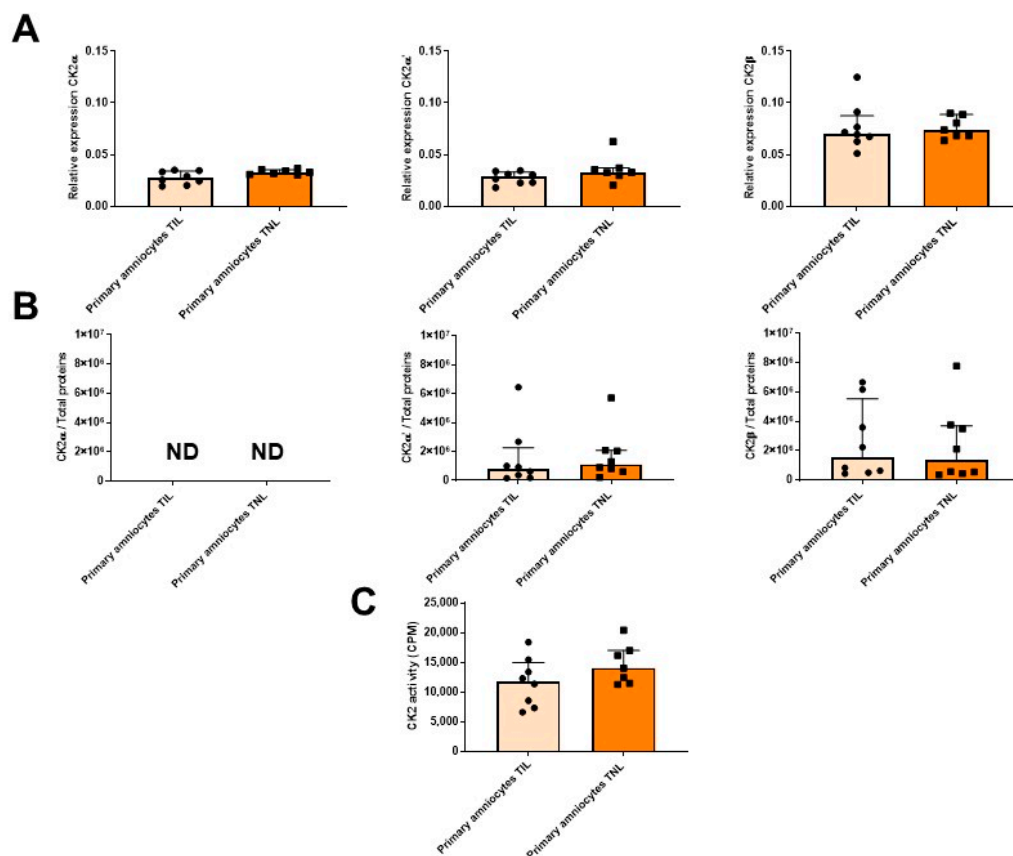 A
Relative expression CK2α
0.15
0.10
0.05
0.00
Primary amniocytes TIL
Primary amniocytes TNL
Relative expression CK2α'
0.15
0.10
0.05
0.00
Primary amniocytes TIL
Primary amniocytes TNL
Relative expression CK2β
0.15
0.10
0.05
0.00
Primary amniocytes TIL
Primary amniocytes TNL
B
CK2α / Total proteins
1×10⁷
8×10⁶
6×10⁶
4×10⁶
2×10⁶
0
ND
ND
Primary amniocytes TIL
Primary amniocytes TNL
CK2α' / Total proteins
1×10⁷
8×10⁶
6×10⁶
4×10⁶
2×10⁶
0
Primary amniocytes TIL
Primary amniocytes TNL
CK2β / Total proteins
1×10⁷
8×10⁶
6×10⁶
4×10⁶
2×10⁶
0
Primary amniocytes TIL
Primary amniocytes TNL
C
CK2 activity (CPM)
25,000
20,000
15,000
10,000
5,000
0
Primary amniocytes TIL
Primary amniocytes TNL